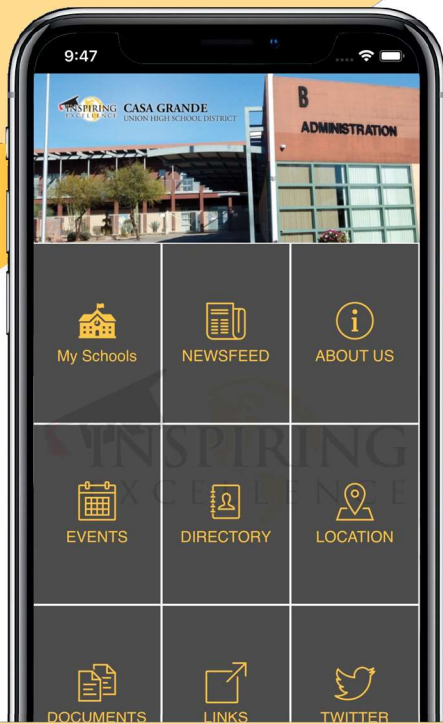 9:47
INSPIRING
EXCELLENCE
CASA GRANDE
UNION HIGH SCHOOL DISTRICT
B
ADMINISTRATION
My Schools
NEWSFEED
ABOUT US
INSPIRING
EXCELLENCE
EVENTS
DIRECTORY
LOCATION
DOCUMENTS
LINKS
TWITTER